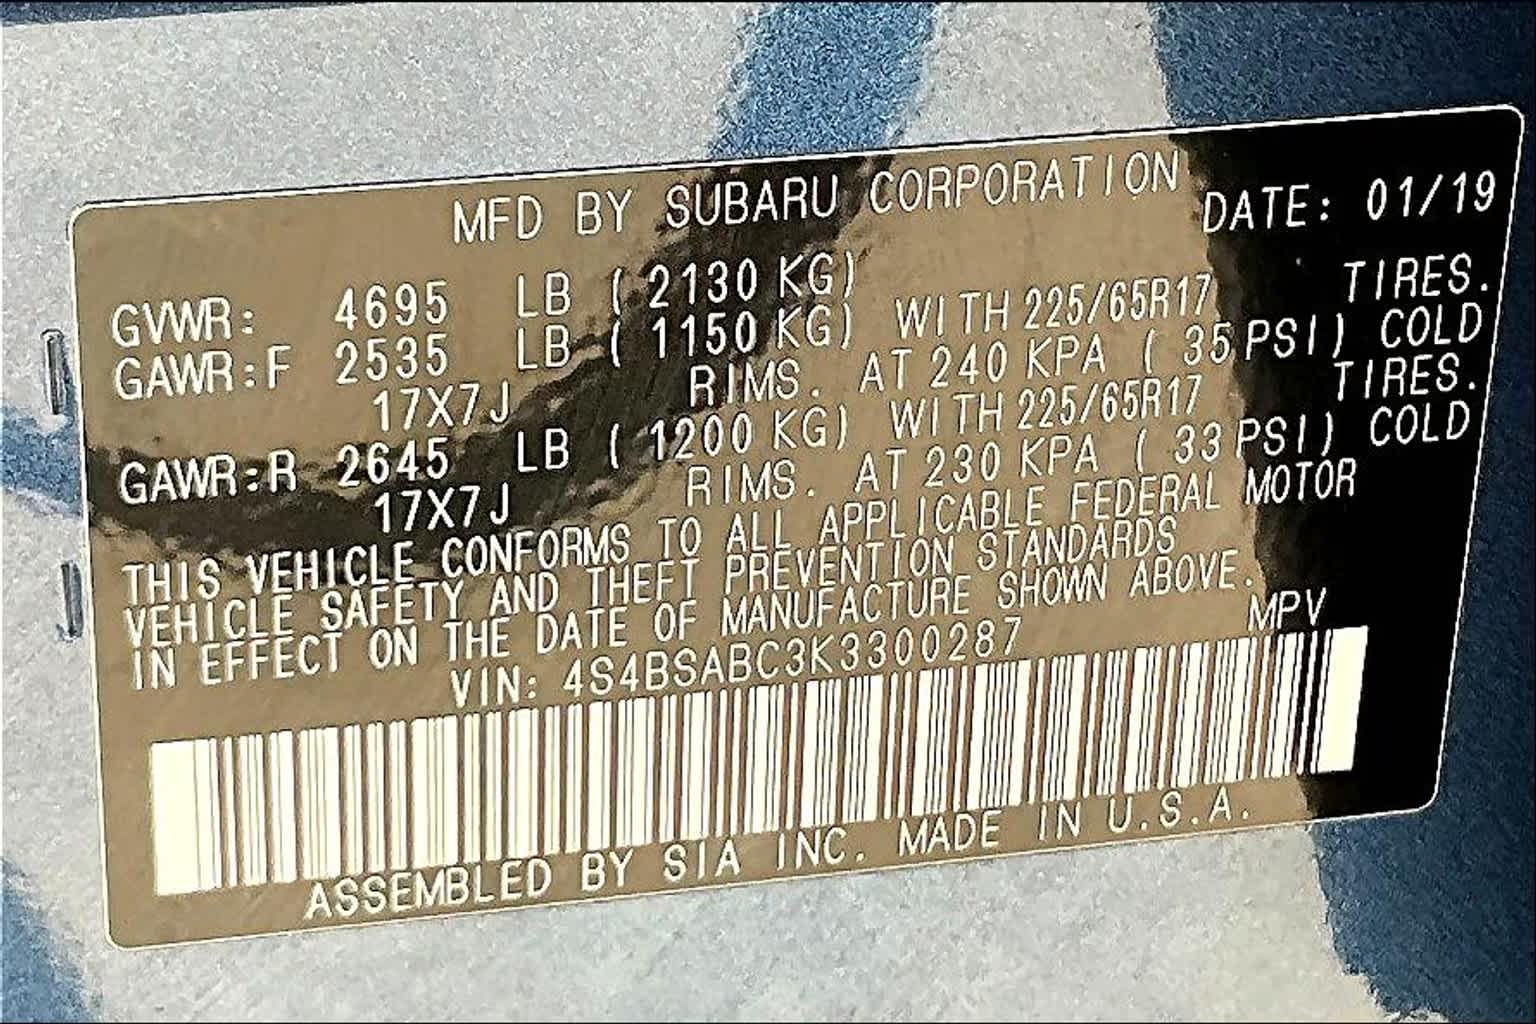 MFD BY SUBARU CORPORATION DATE: 01/19
GVWR: 4695 LB ( 2130 KG)
GAWR:F 2535 LB ( 1150 KG) WITH 225/65R17 TIRES.
17X7J RIMS. AT 240 KPA ( 35 PSI) COLD
GAWR:R 2645 LB ( 1200 KG) WITH 225/65R17 TIRES.
17X7J RIMS. AT 230 KPA ( 33 PSI) COLD
THIS VEHICLE CONFORMS TO ALL APPLICABLE FEDERAL MOTOR
VEHICLE SAFETY AND THEFT PREVENTION STANDARDS
IN EFFECT ON THE DATE OF MANUFACTURE SHOWN ABOVE.
VIN: 4S4BSABC3K3300287 MPV
ASSEMBLED BY SIA INC. MADE IN U.S.A.